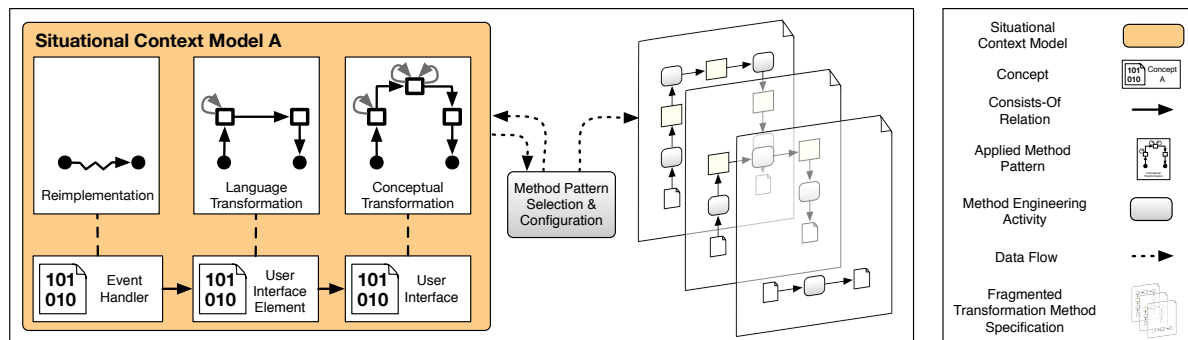 Situational Context Model A
Reimplementation
Language
Transformation
Conceptual
Transformation
101
010
Event
Handler
101
010
User
Interface
Element
101
010
User
Interface
Method Pattern
Selection &
Configuration
Situational
Context Model
Concept
101
010
Concept
A
Consists-Of
Relation
Applied Method
Pattern
Conceptual
Transformation
Method Engineering
Activity
Data Flow
Fragmented
Transformation Method
Specification